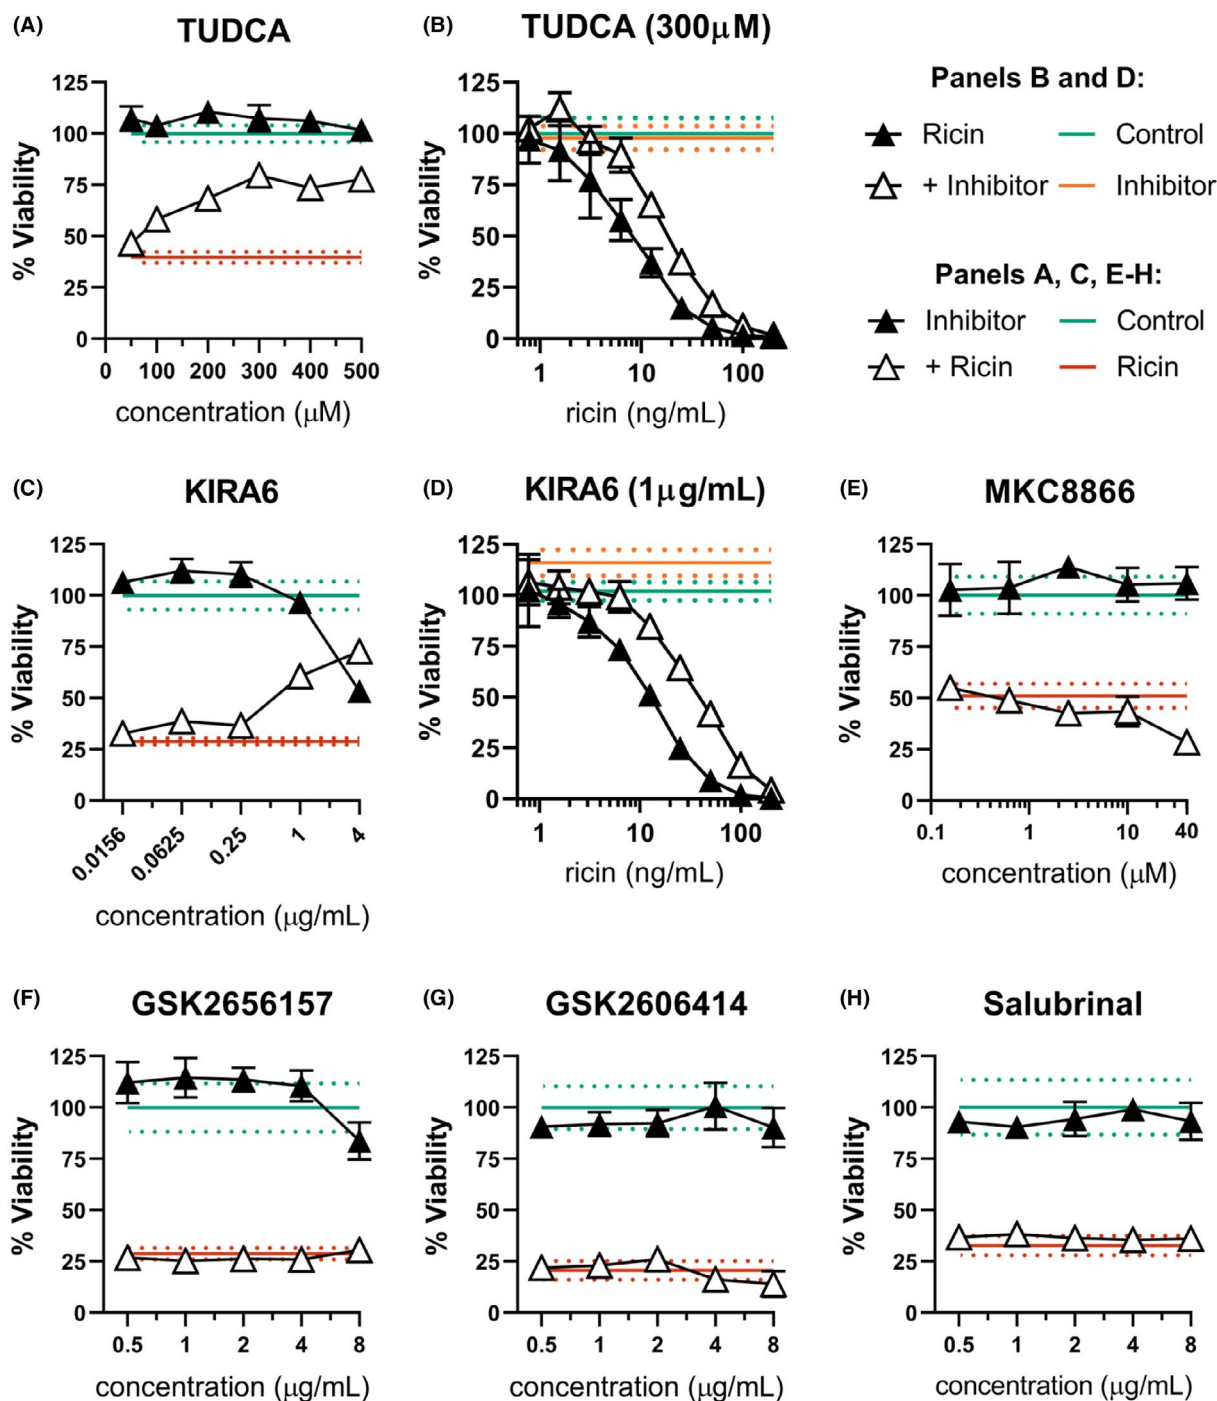 (A)
TUDCA
125
100
75
50
25
0
% Viability
0 100 200 300 400 500
concentration (μM)
(B)
TUDCA (300μM)
125
100
75
50
25
0
% Viability
1 10 100
ricin (ng/mL)
Panels B and D:
Ricin Control
+ Inhibitor Inhibitor
Panels A, C, E-H:
Inhibitor Control
+ Ricin Ricin
(C)
KIRA6
125
100
75
50
25
0
% Viability
0.0156 0.0625 0.25 1 4
concentration (μg/mL)
(D)
KIRA6 (1μg/mL)
125
100
75
50
25
0
% Viability
1 10 100
ricin (ng/mL)
(E)
MKC8866
125
100
75
50
25
0
% Viability
0.1 1 10 40
concentration (μM)
(F)
GSK2656157
125
100
75
50
25
0
% Viability
0.5 1 2 4 8
concentration (μg/mL)
(G)
GSK2606414
125
100
75
50
25
0
% Viability
0.5 1 2 4 8
concentration (μg/mL)
(H)
Salubrinal
125
100
75
50
25
0
% Viability
0.5 1 2 4 8
concentration (μg/mL)